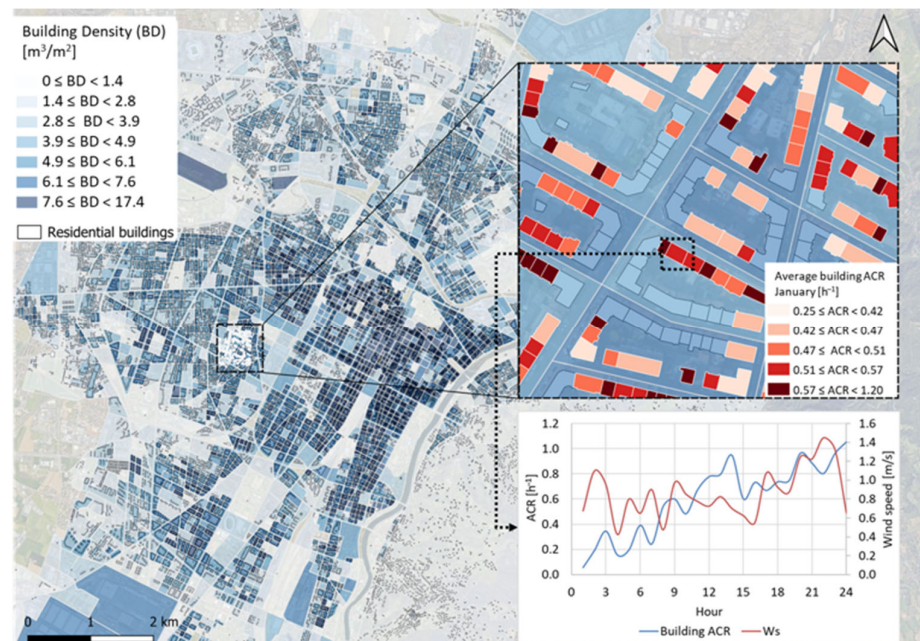 Building Density (BD)
[m³/m²]
0 ≤ BD < 1.4
1.4 ≤ BD < 2.8
2.8 ≤ BD < 3.9
3.9 ≤ BD < 4.9
4.9 ≤ BD < 6.1
6.1 ≤ BD < 7.6
7.6 ≤ BD < 17.4
Residential buildings
Average building ACR
January [h⁻¹]
0.25 ≤ ACR < 0.42
0.42 ≤ ACR < 0.47
0.47 ≤ ACR < 0.51
0.51 ≤ ACR < 0.57
0.57 ≤ ACR < 1.20
0 1 2 km
ACR [h⁻¹]
1.2
1.0
0.8
0.6
0.4
0.2
0.0
1.6
1.4
1.2
1.0
0.8
0.6
0.4
0.2
0.0
Wind speed [m/s]
0 3 6 9 12 15 18 21 24
Hour
Building ACR Ws